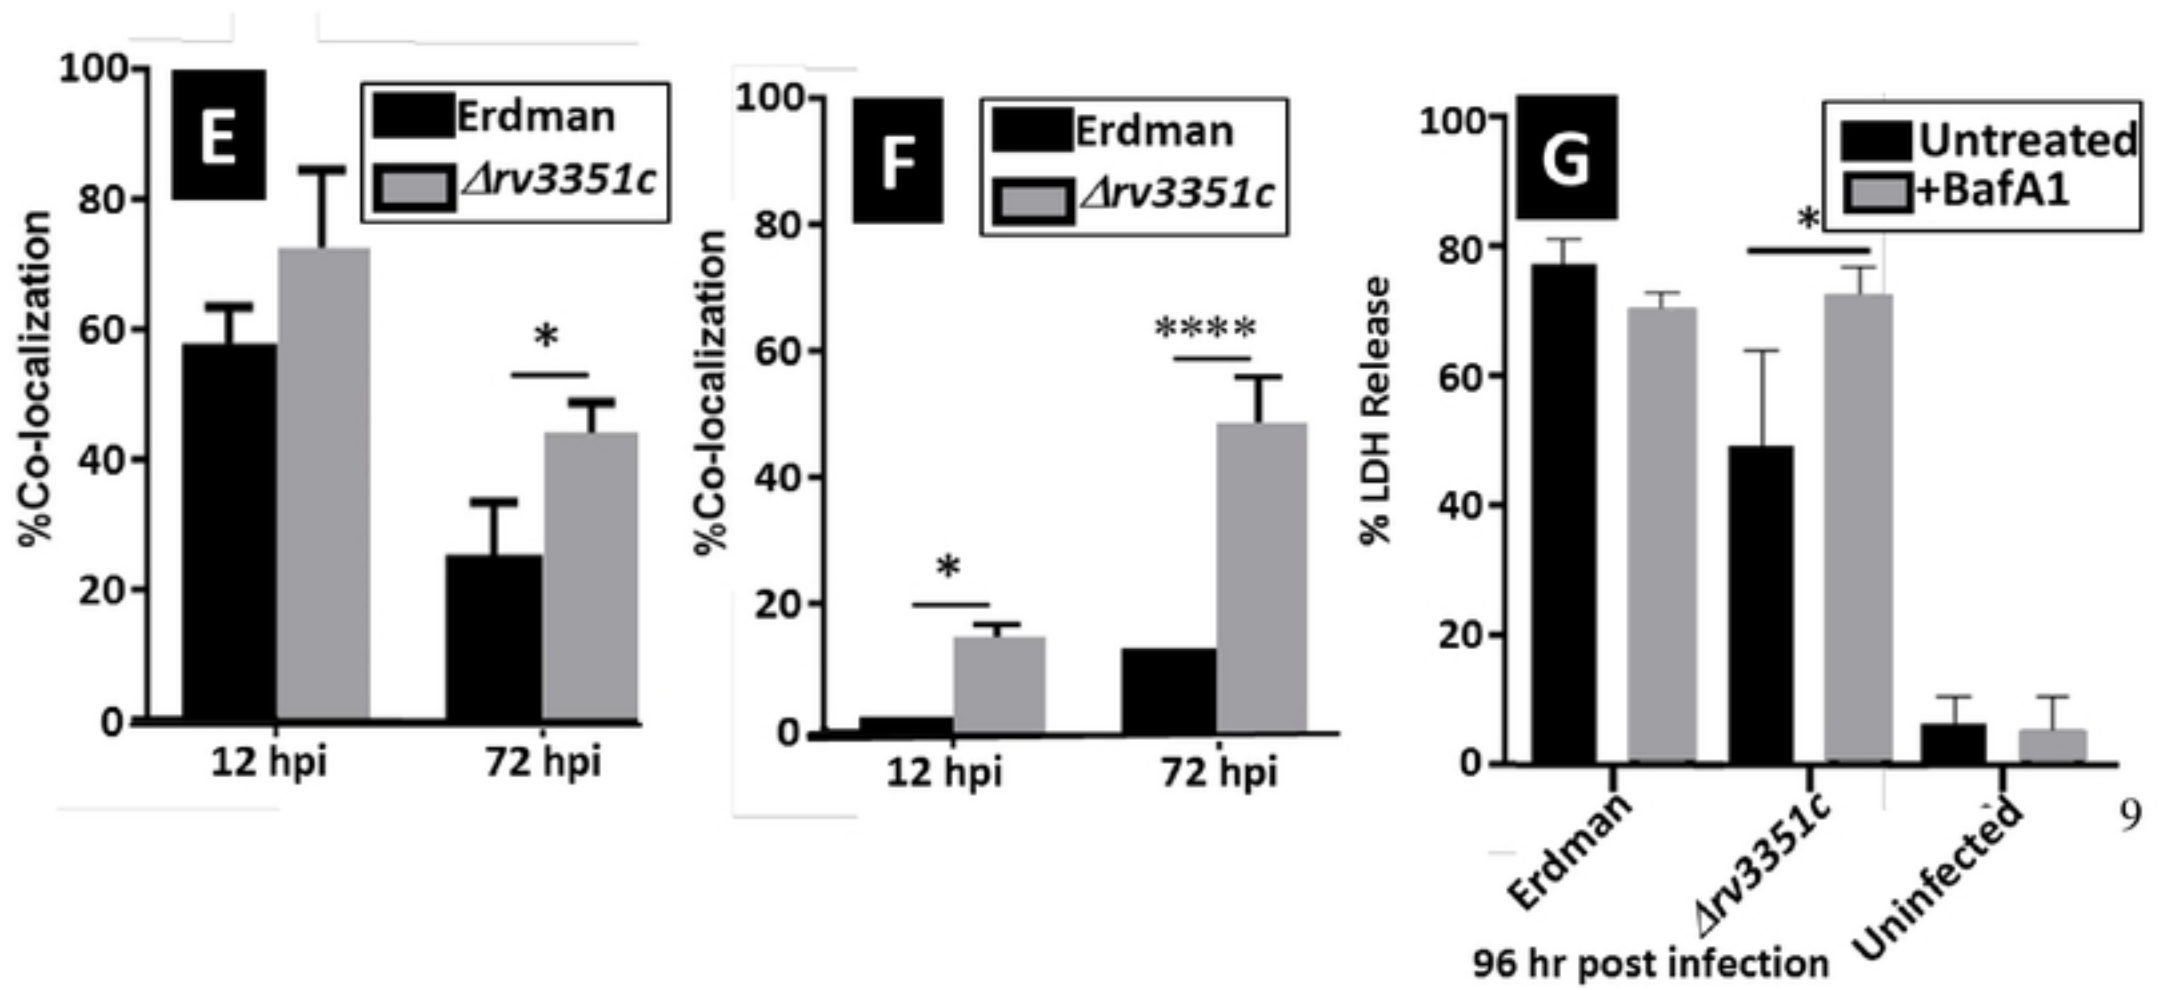 E
Erdman
Δrv3351c
%Co-localization
100
80
60
40
20
0
*
12 hpi
72 hpi
F
Erdman
Δrv3351c
%Co-localization
100
80
60
40
20
0
*
****
12 hpi
72 hpi
G
Untreated
+BafA1
% LDH Release
100
80
60
40
20
0
*
Erdman
Δrv3351c
Uninfected
96 hr post infection
9